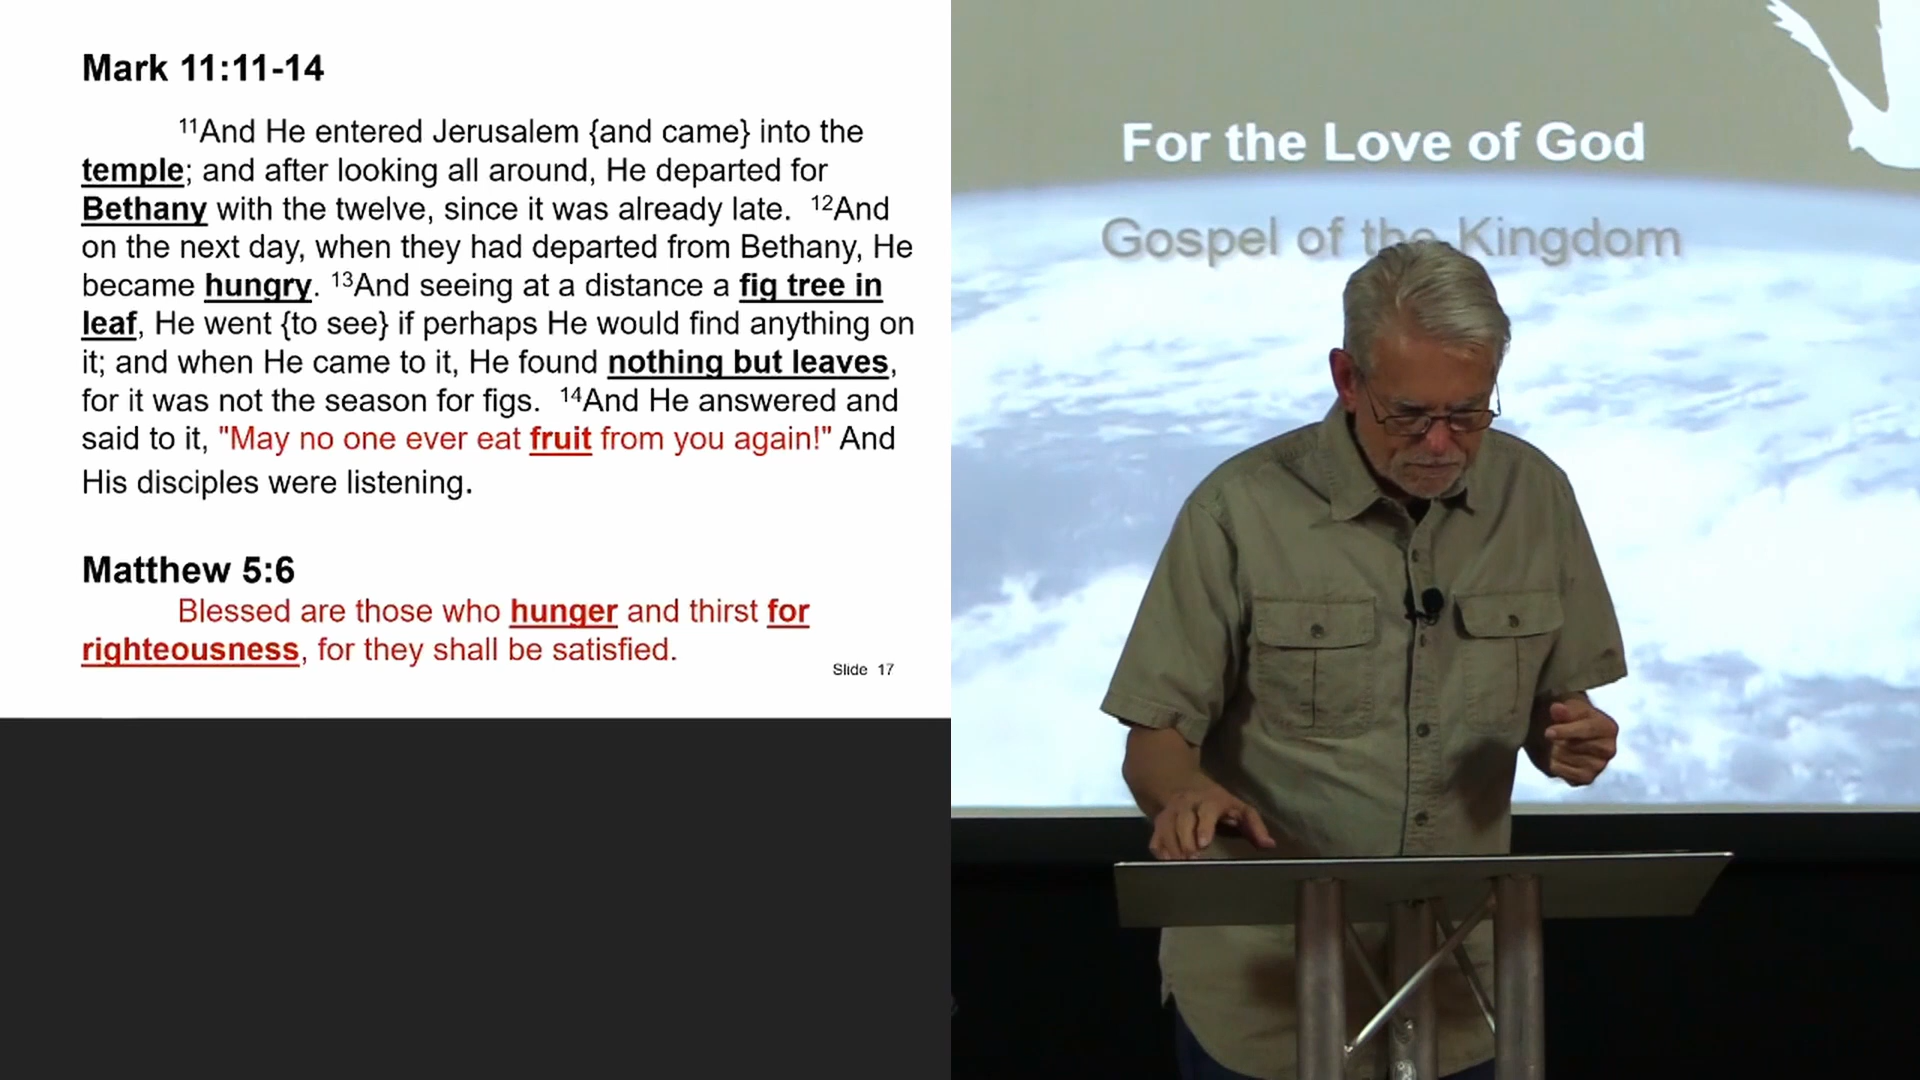 Mark 11:11-14
¹¹And He entered Jerusalem {and came} into the
temple; and after looking all around, He departed for
Bethany with the twelve, since it was already late. ¹²And
on the next day, when they had departed from Bethany, He
became hungry. ¹³And seeing at a distance a fig tree in
leaf, He went {to see} if perhaps He would find anything on
it; and when He came to it, He found nothing but leaves,
for it was not the season for figs. ¹⁴And He answered and
said to it, "May no one ever eat fruit from you again!" And
His disciples were listening.
Matthew 5:6
Blessed are those who hunger and thirst for
righteousness, for they shall be satisfied.
Slide 17
For the Love of God
Gospel of the Kingdom